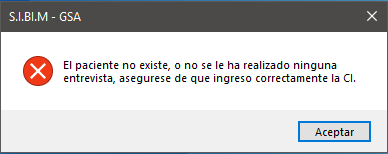 S.I.BI.M - GSA
El paciente no existe, o no se le ha realizado ninguna
entrevista, asegurese de que ingreso correctamente la CI.
Aceptar